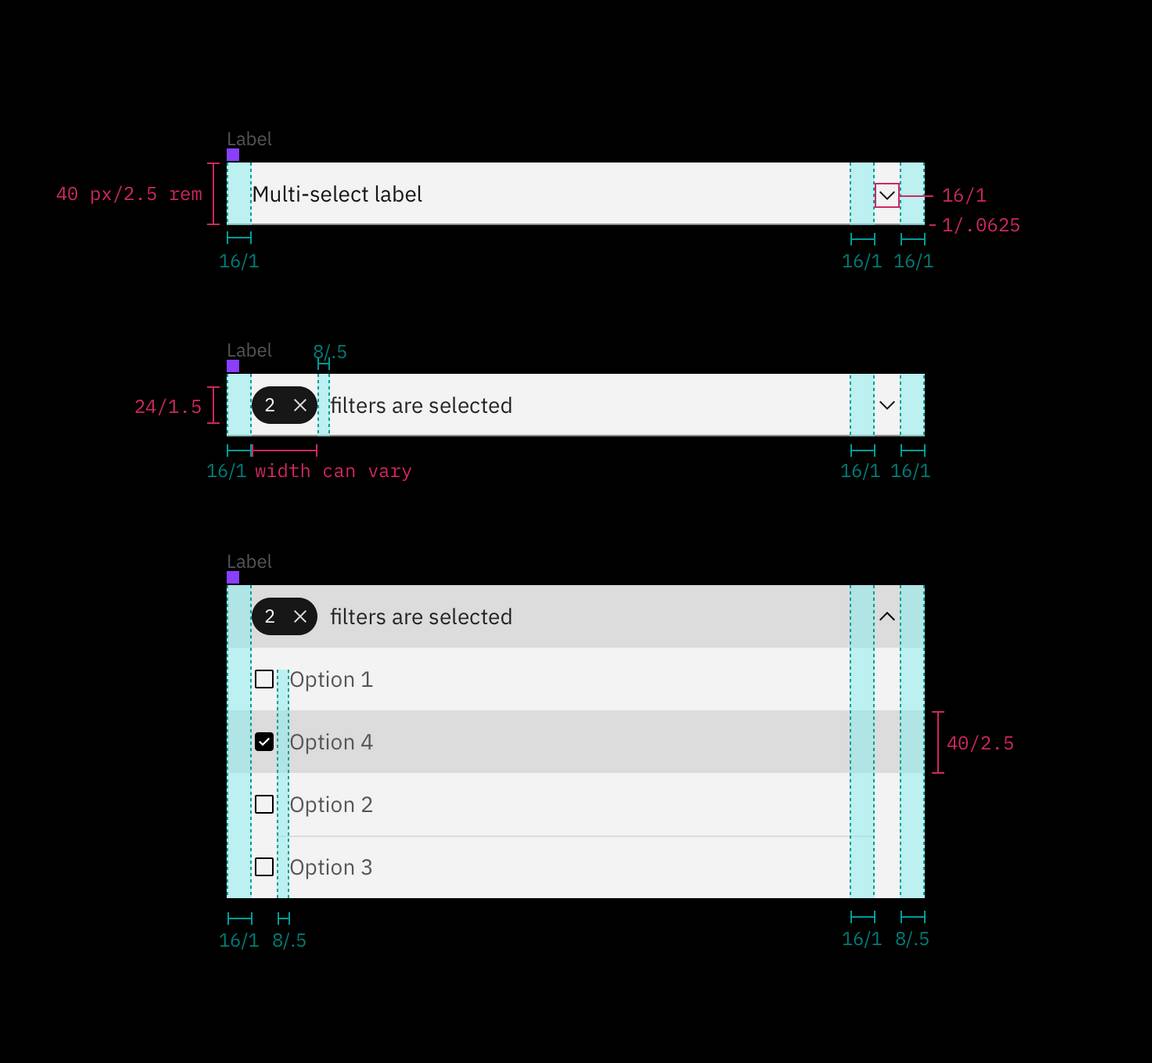 Label
40 px/2.5 rem
Multi-select label
16/1
1/.0625
16/1
16/1 16/1
Label
8/.5
24/1.5
2
filters are selected
16/1 width can vary
16/1 16/1
Label
2
filters are selected
Option 1
Option 4
40/2.5
Option 2
Option 3
16/1 8/.5
16/1 8/.5